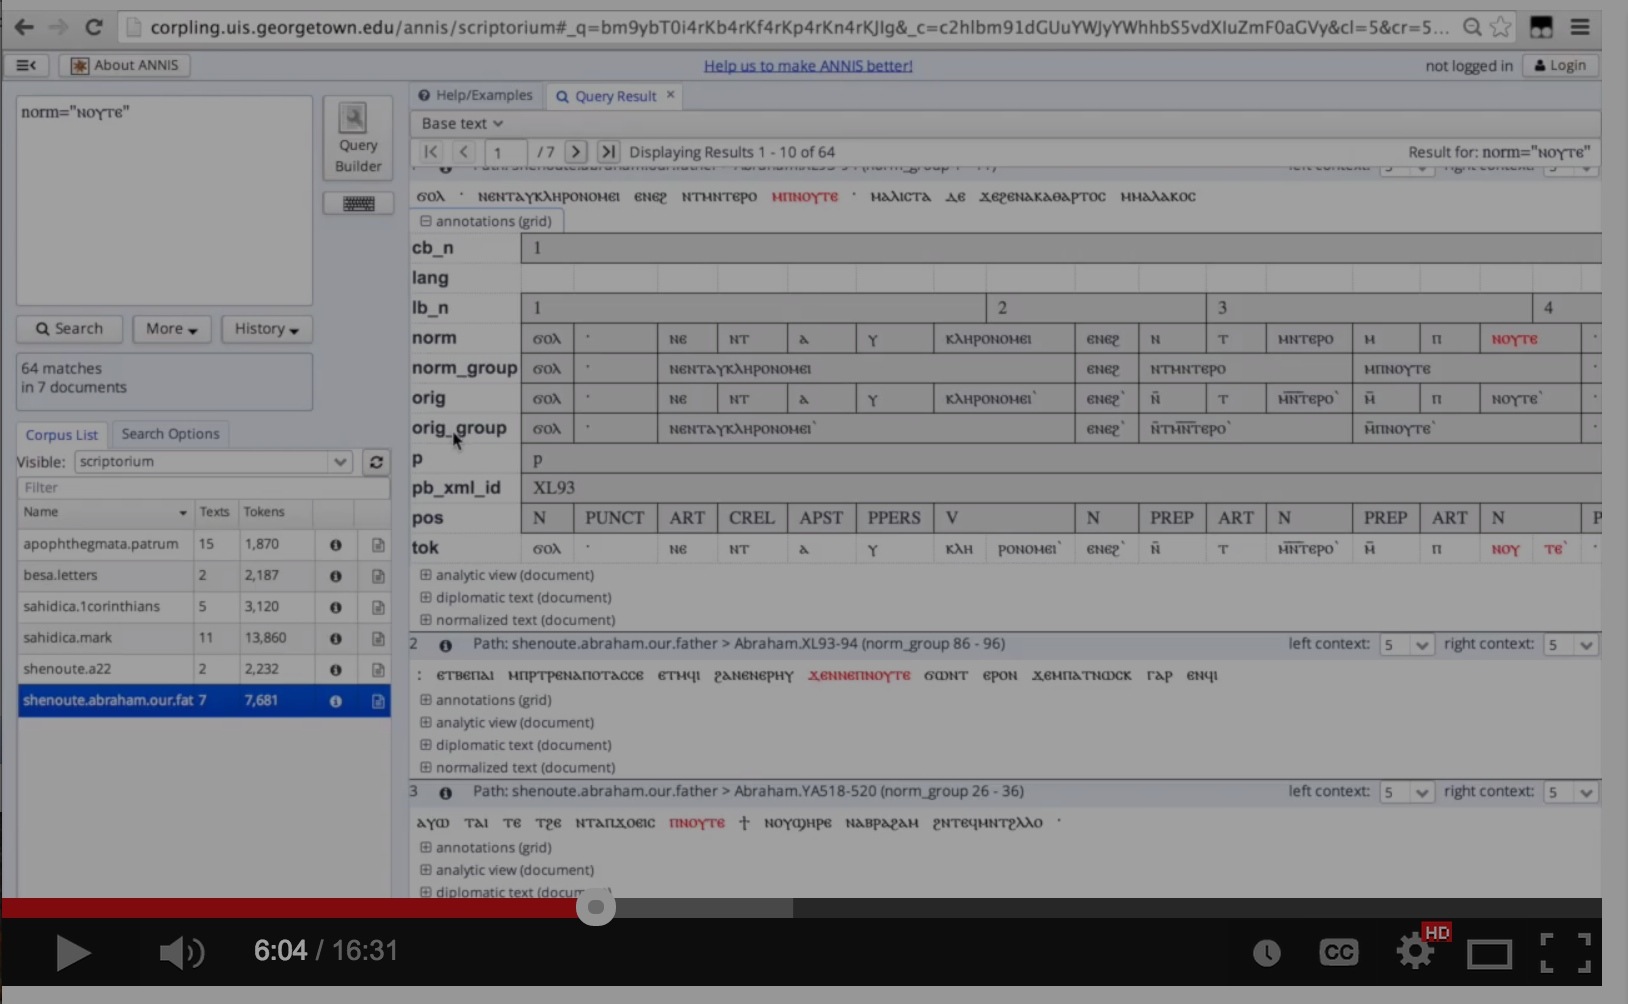 corpling.uis.georgetown.edu/annis/scriptorium#_q=bm9ybT0i4rKb4rKf4rKp4rKn4rKJIg&_c=c2hlbm91dGUuYWJyYWhhbS5vdXIuZmF0aGVy&cl=5&cr=5...
About ANNIS
Help us to make ANNIS better!
not logged in
Login
norm="ⲛⲟⲩⲧⲉ"
Query
Builder
Search More History
64 matches
in 7 documents
Corpus List Search Options
Visible: scriptorium
Filter
Name Texts Tokens
apophthegmata.patrum 15 1,870
besa.letters 2 2,187
sahidica.1corinthians 5 3,120
sahidica.mark 11 13,860
shenoute.a22 2 2,232
shenoute.abraham.our.fat 7 7,681
Help/Examples Query Result ×
Base text
1 / 7 Displaying Results 1 - 10 of 64 Result for: norm="ⲛⲟⲩⲧⲉ"
ϭⲟⲗ · ⲛⲉⲛⲧⲁⲩⲕⲗⲏⲣⲟⲛⲟⲙⲉⲓ ⲉⲛⲉϩ ⲛⲧⲙⲛⲧⲉⲣⲟ ⲙⲡⲛⲟⲩⲧⲉ · ⲙⲁⲗⲓⲥⲧⲁ ⲇⲉ ϫⲉϩⲉⲛⲁⲕⲁⲑⲁⲣⲧⲟⲥ ⲙⲙⲁⲗⲁⲕⲟⲥ
annotations (grid)
cb_n 1
lang
lb_n 1 2 3 4
norm ϭⲟⲗ · ⲛⲉ ⲛⲧ ⲁ ⲩ ⲕⲗⲏⲣⲟⲛⲟⲙⲉⲓ ⲉⲛⲉϩ ⲛ ⲧ ⲙⲛⲧⲉⲣⲟ ⲙ ⲡ ⲛⲟⲩⲧⲉ ·
norm_group ϭⲟⲗ · ⲛⲉⲛⲧⲁⲩⲕⲗⲏⲣⲟⲛⲟⲙⲉⲓ ⲉⲛⲉϩ ⲛⲧⲙⲛⲧⲉⲣⲟ ⲙⲡⲛⲟⲩⲧⲉ ·
orig ϭⲟⲗ · ⲛⲉ ⲛⲧ ⲁ ⲩ ⲕⲗⲏⲣⲟⲛⲟⲙⲉⲓ` ⲉⲛⲉϩ` ⲛ̄ ⲧ ⲙ̄ⲛ̄ⲧⲉⲣⲟ` ⲙ̄ ⲡ ⲛⲟⲩⲧⲉ` ·
orig_group ϭⲟⲗ · ⲛⲉⲛⲧⲁⲩⲕⲗⲏⲣⲟⲛⲟⲙⲉⲓ` ⲉⲛⲉϩ` ⲛ̄ⲧⲙ̄ⲛ̄ⲧⲉⲣⲟ` ⲙ̄ⲡⲛⲟⲩⲧⲉ` ·
p p
pb_xml_id XL93
pos N PUNCT ART CREL APST PPERS V N PREP ART N PREP ART N P
tok ϭⲟⲗ · ⲛⲉ ⲛⲧ ⲁ ⲩ ⲕⲗⲏ ⲣⲟⲛⲟⲙⲉⲓ` ⲉⲛⲉϩ` ⲛ̄ ⲧ ⲙ̄ⲛ̄ⲧⲉⲣⲟ` ⲙ̄ ⲡ ⲛⲟⲩ ⲧⲉ` ·
analytic view (document)
diplomatic text (document)
normalized text (document)
2 Path: shenoute.abraham.our.father > Abraham.XL93-94 (norm_group 86 - 96) left context: 5 right context: 5
: ⲉⲧⲃⲉⲡⲁⲓ ⲙⲡⲣⲧⲣⲉⲛⲁⲡⲟⲧⲁⲥⲥⲉ ⲉⲧⲙϥⲓ ϩⲁⲛⲉⲛⲉⲣⲏⲩ ϫⲉⲛⲛⲉⲡⲛⲟⲩⲧⲉ ϭⲱⲛⲧ ⲉⲣⲟⲛ ϫⲉⲙⲡⲁⲧⲛⲱⲥⲕ ⲅⲁⲣ ⲉⲛϥⲓ
annotations (grid)
analytic view (document)
diplomatic text (document)
normalized text (document)
3 Path: shenoute.abraham.our.father > Abraham.YA518-520 (norm_group 26 - 36) left context: 5 right context: 5
ⲁⲩⲱ ⲧⲁⲓ ⲧⲉ ⲧϩⲉ ⲛⲧⲁⲡϫⲟⲉⲓⲥ ⲡⲛⲟⲩⲧⲉ ϯ ⲛⲟⲩϣⲏⲣⲉ ⲛⲁⲃⲣⲁϩⲁⲙ ϩⲛⲧⲉϥⲙⲛⲧϩⲗⲗⲟ ·
annotations (grid)
analytic view (document)
diplomatic text (document)
6:04 / 16:31
CC
HD